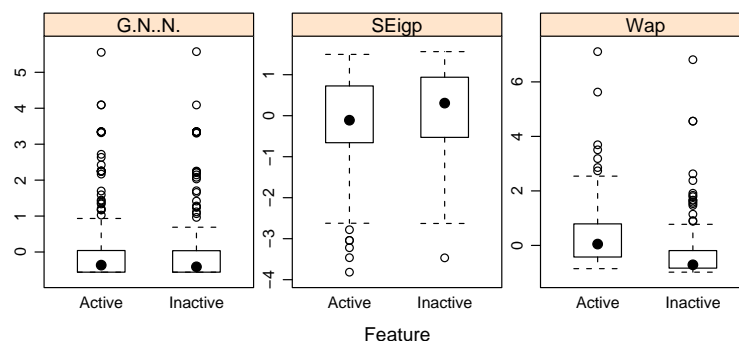 G.N..N.
SEigp
Wap
0 1 2 3 4 5
−4 −3 −2 −1 0 1
0 2 4 6
Active Inactive
Active Inactive
Active Inactive
Feature